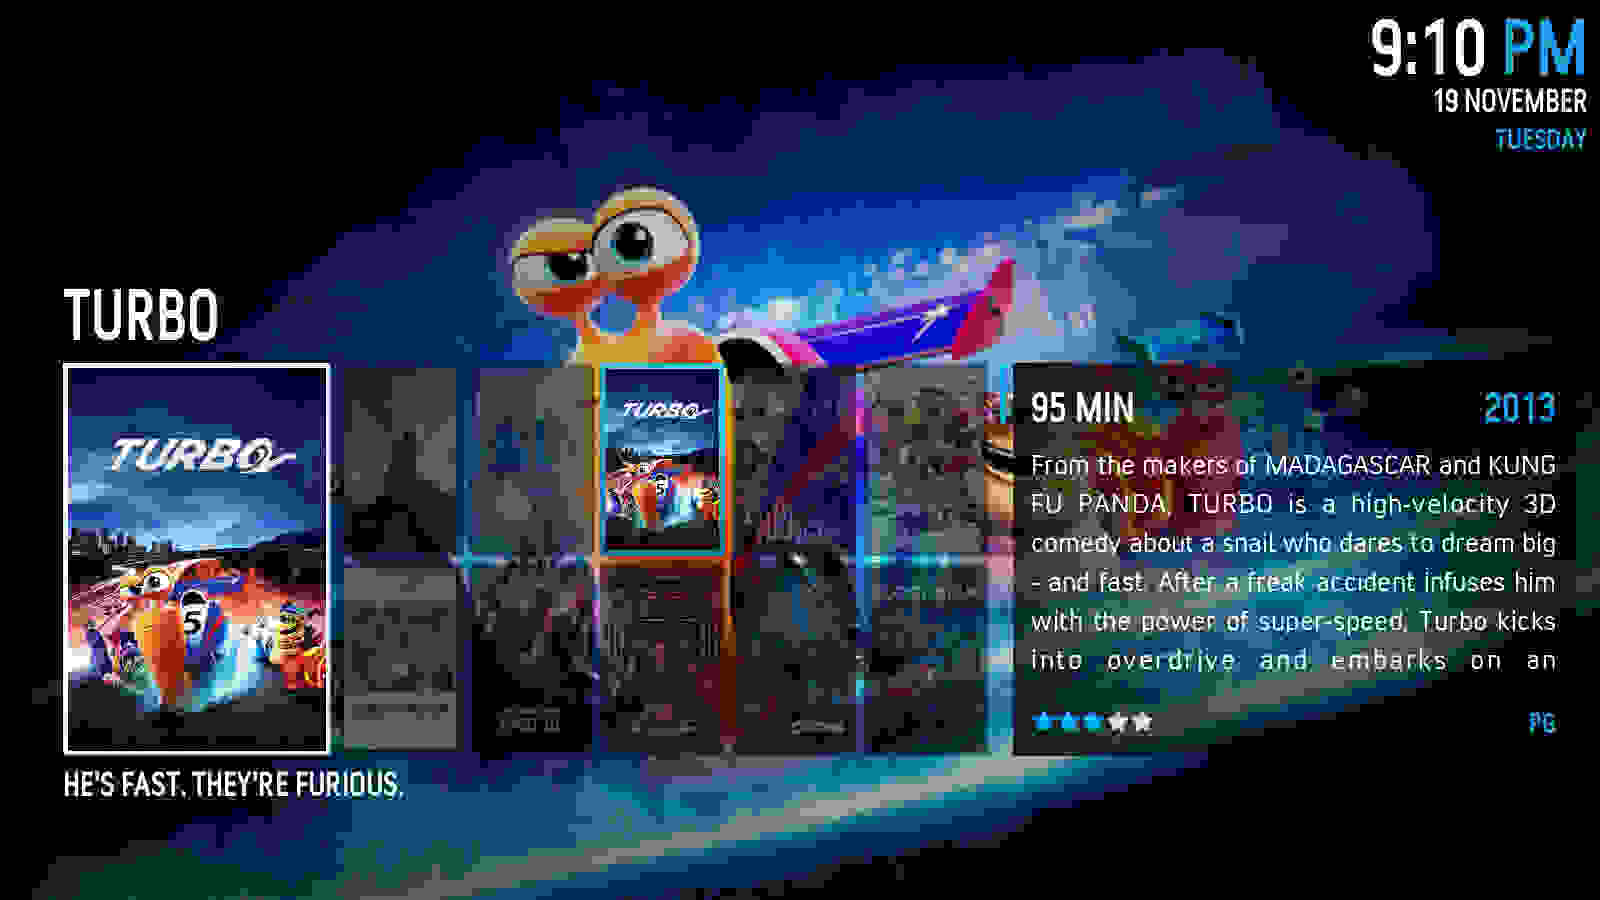 9:10 PM
19 NOVEMBER
TUESDAY
TURBO
TURBO
5
TURBO
5
95 MIN
2013
From the makers of MADAGASCAR and KUNG
FU PANDA, TURBO is a high-velocity 3D
comedy about a snail who dares to dream big
- and fast. After a freak accident infuses him
with the power of super-speed, Turbo kicks
into overdrive and embarks on an
PG
HE'S FAST. THEY'RE FURIOUS.